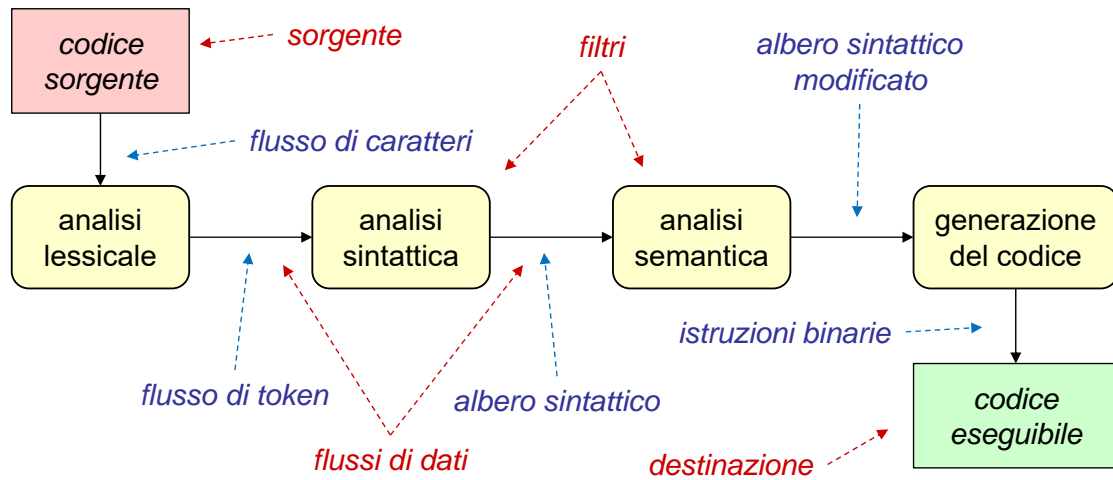 codice
sorgente
sorgente
filtri
albero sintattico
modificato
flusso di caratteri
analisi
lessicale
analisi
sintattica
analisi
semantica
generazione
del codice
istruzioni binarie
flusso di token
albero sintattico
flussi di dati
codice
eseguibile
destinazione